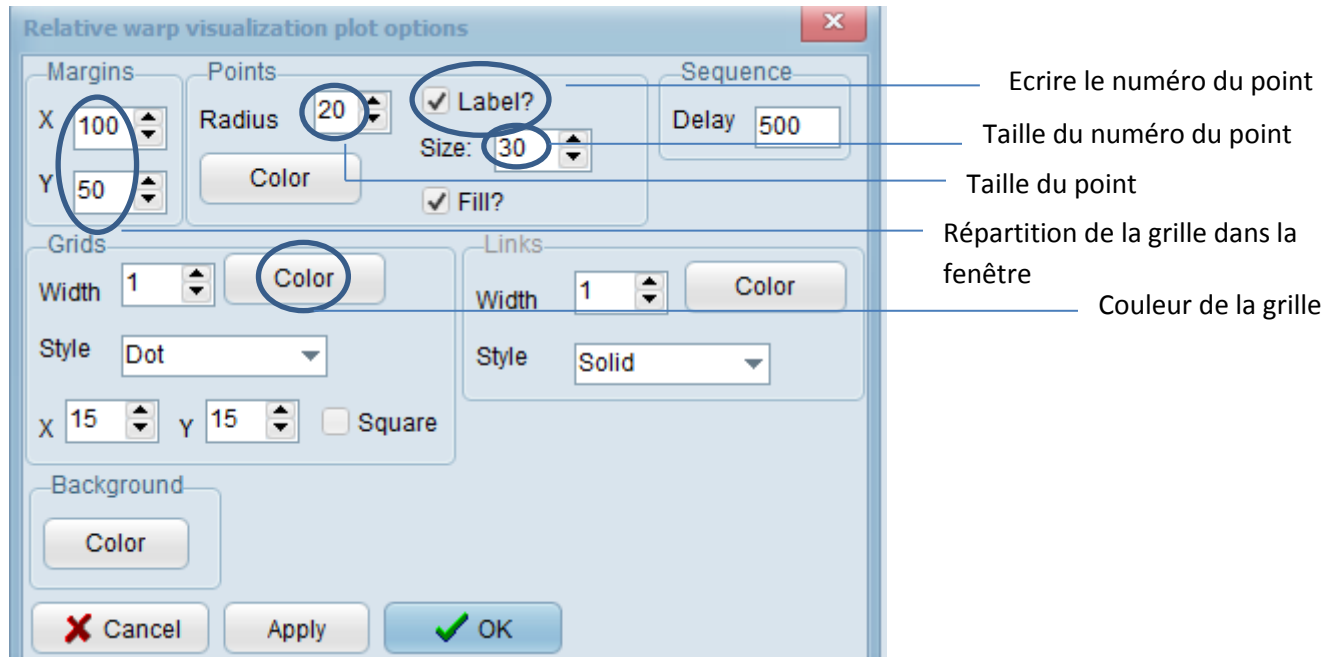 Relative warp visualization plot options
Margins
X 100
Y 50
Points
Radius 20
Color
Label?
Size: 30
Fill?
Sequence
Delay 500
Grids
Width 1 Color
Style Dot
X 15 Y 15 Square
Links
Width 1 Color
Style Solid
Background
Color
Cancel Apply OK
Ecrire le numéro du point
Taille du numéro du point
Taille du point
Répartition de la grille dans la
fenêtre
Couleur de la grille